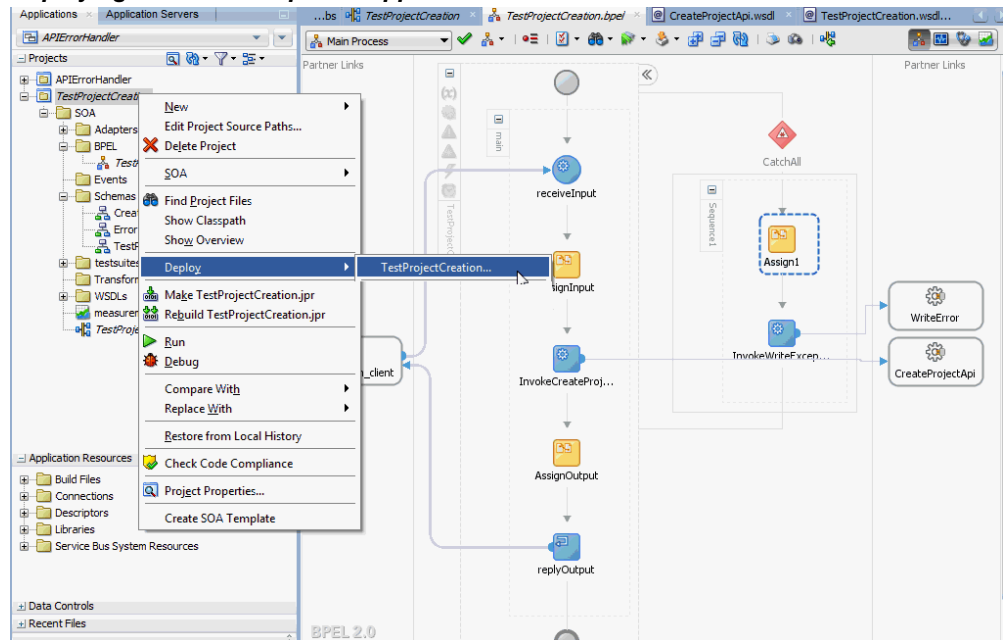 Applications
Application Servers
...bs
TestProjectCreation
TestProjectCreation.bpel
CreateProjectApi.wsdl
TestProjectCreation.wsdl...
APIErrorHandler
Main Process
Projects
Partner Links
Partner Links
APIErrorHandler
TestProjectCreati
SOA
Adapters
BPEL
Test
Events
Schemas
Crea
Error
TestP
testsuites
Transform
WSDLs
measurem
TestProje
New
Edit Project Source Paths...
Delete Project
SOA
Find Project Files
Show Classpath
Show Overview
Deploy
TestProjectCreation...
Make TestProjectCreation.jpr
Rebuild TestProjectCreation.jpr
Run
Debug
Compare With
Replace With
Restore from Local History
Check Code Compliance
Project Properties...
Create SOA Template
(x)
main
TestProject
receiveInput
signInput
_client
InvokeCreateProj...
AssignOutput
replyOutput
CatchAll
Sequence1
Assign1
InvokeWriteExcep...
WriteError
CreateProjectApi
Application Resources
Build Files
Connections
Descriptors
Libraries
Service Bus System Resources
Data Controls
Recent Files
BPEL 2.0